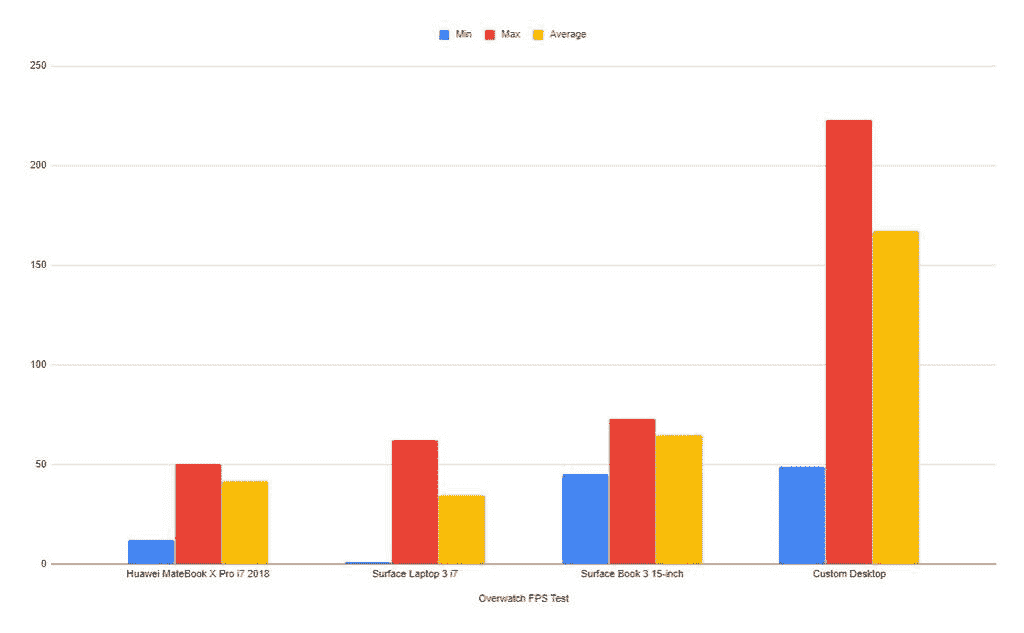 Min Max Average
250
200
150
100
50
0
Huawei MateBook X Pro i7 2018 Surface Laptop 3 i7 Surface Book 3 15-inch Custom Desktop
Overwatch FPS Test